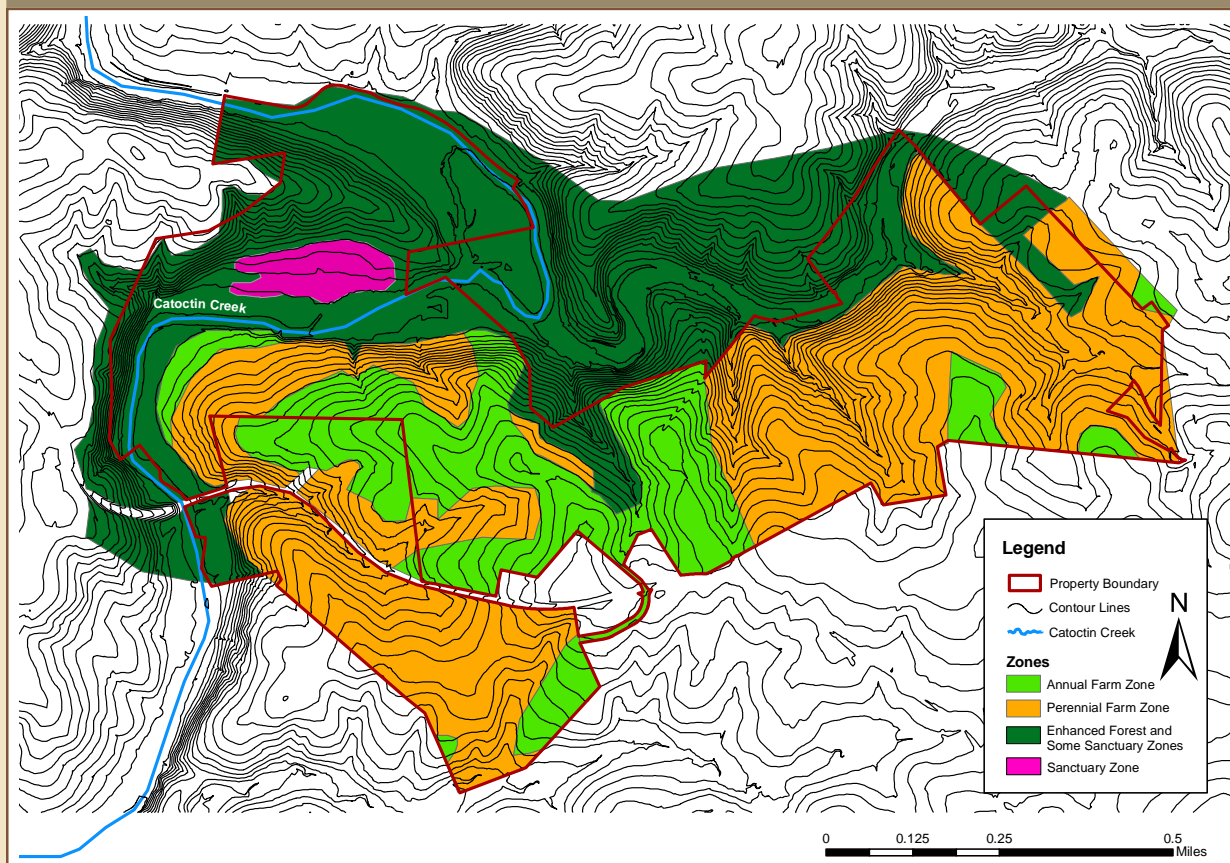 Catoctin Creek
Legend
Property Boundary
Contour Lines
Catoctin Creek
N
Zones
Annual Farm Zone
Perennial Farm Zone
Enhanced Forest and
Some Sanctuary Zones
Sanctuary Zone
0 0.125 0.25 0.5
Miles